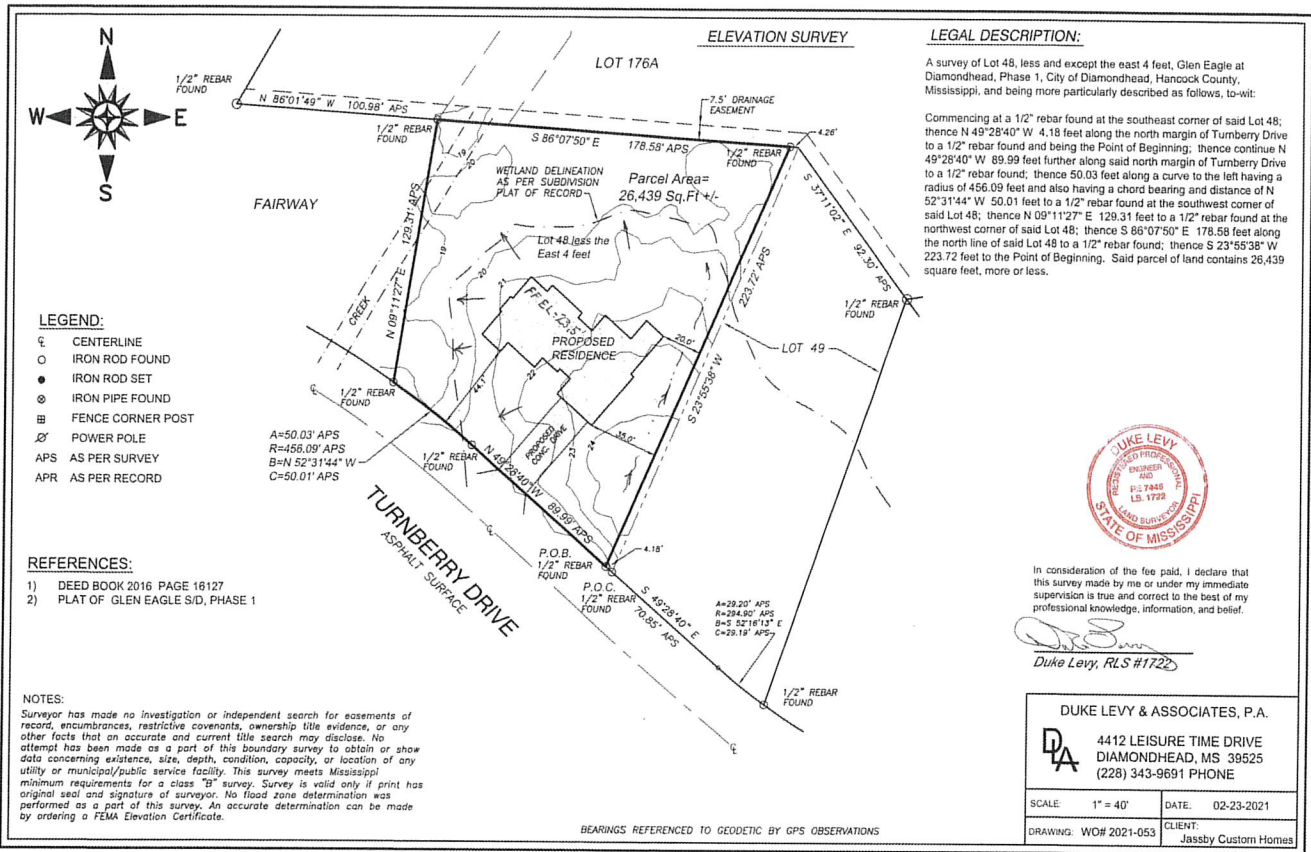 ELEVATION SURVEY
LEGAL DESCRIPTION:
A survey of Lot 48, less and except the east 4 feet, Glen Eagle at
Diamondhead, Phase 1, City of Diamondhead, Hancock County,
Mississippi, and being more particularly described as follows, to-wit:
Commencing at a 1/2" rebar found at the southeast corner of said Lot 48;
thence N 49°28'40" W 4.18 feet along the north margin of Turnberry Drive
to a 1/2" rebar found and being the Point of Beginning; thence continue N
49°28'40" W 89.99 feet further along said north margin of Turnberry Drive
to a 1/2" rebar found; thence 50.03 feet along a curve to the left having a
radius of 456.09 feet and also having a chord bearing and distance of N
52°31'44" W 50.01 feet to a 1/2" rebar found at the southwest corner of
said Lot 48; thence N 09°11'27" E 129.31 feet to a 1/2" rebar found at the
northwest corner of said Lot 48; thence S 86°07'50" E 178.58 feet along
the north line of said Lot 48 to a 1/2" rebar found; thence S 23°55'38" W
223.72 feet to the Point of Beginning. Said parcel of land contains 26,439
square feet, more or less.
N
W
E
S
LOT 176A
1/2" REBAR
FOUND
N 86°01'49" W 100.98' APS
1/2" REBAR
FOUND
S 86°07'50" E 178.58' APS
7.5' DRAINAGE
EASEMENT
4.26'
1/2" REBAR
FOUND
WETLAND DELINEATION
AS PER SUBDIVISION
PLAT OF RECORD
Parcel Area=
26,439 Sq.Ft +/-
S 37°11'02" E 92.30' APS
FAIRWAY
N 09°11'27" E 129.31' APS
19
20
19
20
21
Lot 48 less the
East 4 feet
223.72' APS
S 23°55'38" W
1/2" REBAR
FOUND
CREEK
FF EL-23.5'
PROPOSED
RESIDENCE
20.0'
LOT 49
22
44.1'
35.0'
PROPOSED
CONC. DRIVE
23
24
1/2" REBAR
FOUND
A=50.03' APS
R=456.09' APS
B=N 52°31'44" W
C=50.01' APS
1/2" REBAR
FOUND
N 49°28'40" W 89.99' APS
TURNBERRY DRIVE
ASPHALT SURFACE
P.O.B.
1/2" REBAR
FOUND
4.18'
P.O.C.
1/2" REBAR
FOUND
S 49°28'40" E
70.85' APS
A=29.20' APS
R=294.90' APS
B=S 52°16'13" E
C=29.19' APS
1/2" REBAR
FOUND
LEGEND:
℄ CENTERLINE
IRON ROD FOUND
IRON ROD SET
IRON PIPE FOUND
FENCE CORNER POST
POWER POLE
APS AS PER SURVEY
APR AS PER RECORD
REFERENCES:
1) DEED BOOK 2016 PAGE 16127
2) PLAT OF GLEN EAGLE S/D, PHASE 1
NOTES:
Surveyor has made no investigation or independent search for easements of
record, encumbrances, restrictive covenants, ownership title evidence, or any
other facts that an accurate and current title search may disclose. No
attempt has been made as a part of this boundary survey to obtain or show
data concerning existence, size, depth, condition, capacity, or location of any
utility or municipal/public service facility. This survey meets Mississippi
minimum requirements for a class "B" survey. Survey is valid only if print has
original seal and signature of surveyor. No flood zone determination was
performed as a part of this survey. An accurate determination can be made
by ordering a FEMA Elevation Certificate.
BEARINGS REFERENCED TO GEODETIC BY GPS OBSERVATIONS
DUKE LEVY
REGISTERED PROFESSIONAL
ENGINEER
AND
PE 7448
LS. 1722
LAND SURVEYOR
STATE OF MISSISSIPPI
In consideration of the fee paid, I declare that
this survey made by me or under my immediate
supervision is true and correct to the best of my
professional knowledge, information, and belief.
Duke Levy, RLS #1722
DUKE LEVY & ASSOCIATES, P.A.
DLA
4412 LEISURE TIME DRIVE
DIAMONDHEAD, MS 39525
(228) 343-9691 PHONE
SCALE: 1" = 40'
DATE: 02-23-2021
DRAWING: WO# 2021-053
CLIENT:
Jassby Custom Homes